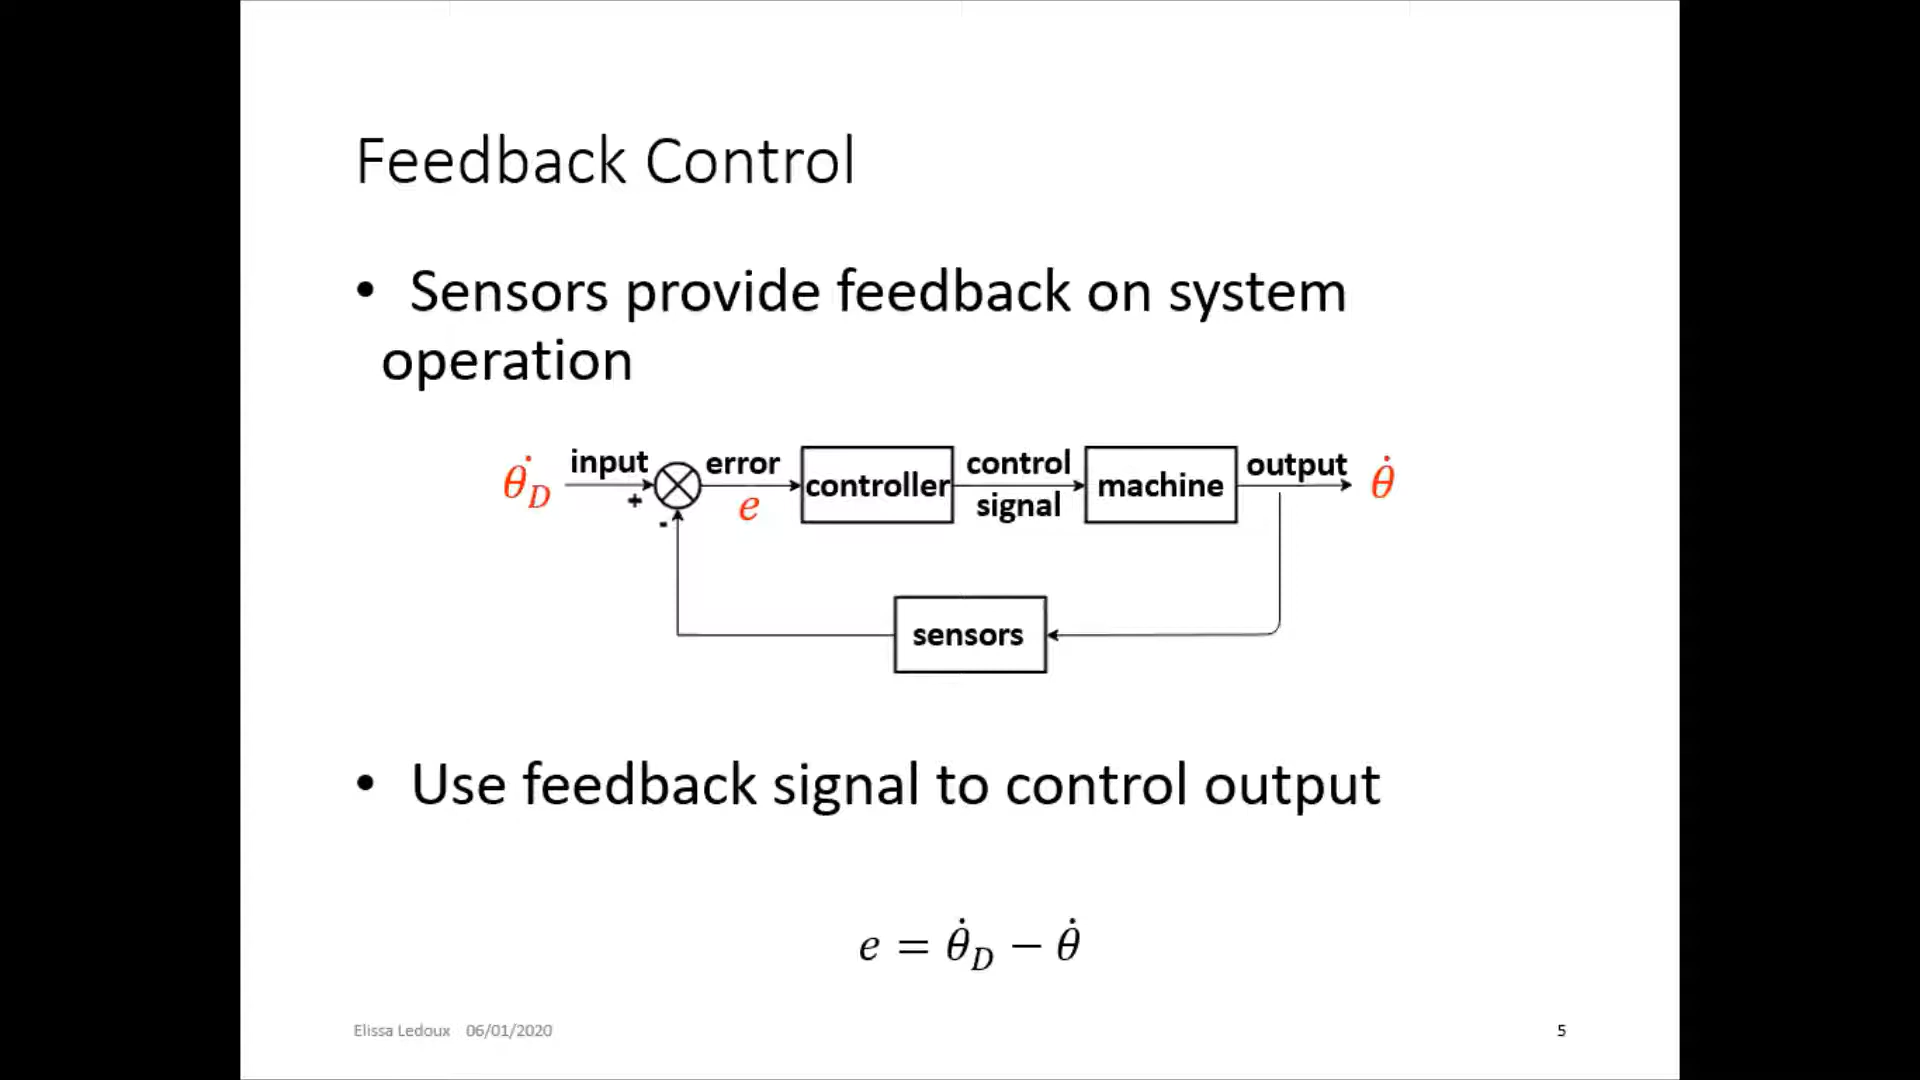 Feedback Control
• Sensors provide feedback on system
operation
θ̇_D
input
+
-
error
e
controller
control
signal
machine
output
θ̇
sensors
• Use feedback signal to control output
e = θ̇_D − θ̇
Elissa Ledoux 06/01/2020
5